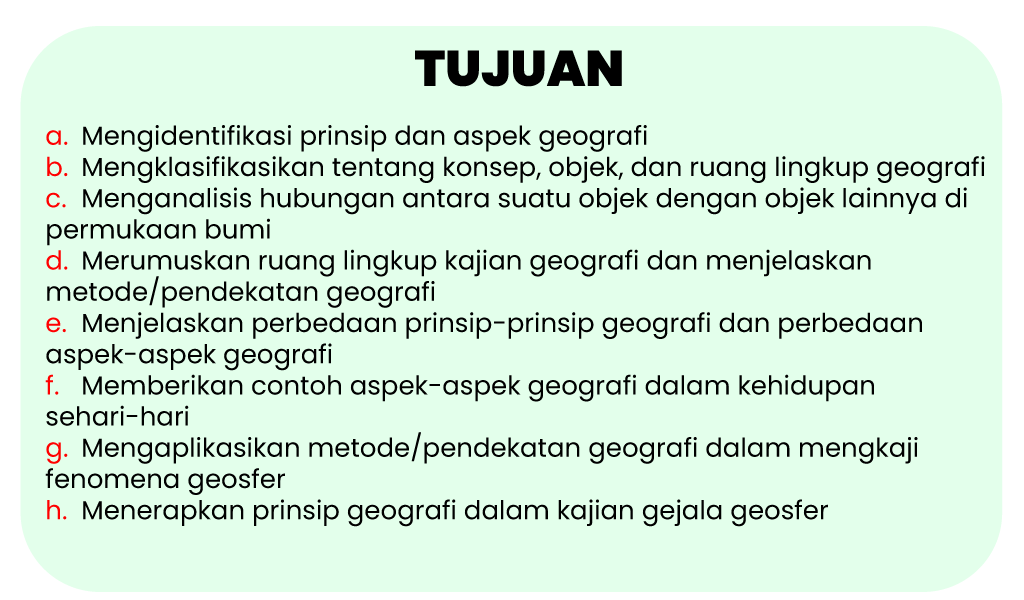 TUJUAN
a. Mengidentifikasi prinsip dan aspek geografi
b. Mengklasifikasikan tentang konsep, objek, dan ruang lingkup geografi
c. Menganalisis hubungan antara suatu objek dengan objek lainnya di
permukaan bumi
d. Merumuskan ruang lingkup kajian geografi dan menjelaskan
metode/pendekatan geografi
e. Menjelaskan perbedaan prinsip-prinsip geografi dan perbedaan
aspek-aspek geografi
f. Memberikan contoh aspek-aspek geografi dalam kehidupan
sehari-hari
g. Mengaplikasikan metode/pendekatan geografi dalam mengkaji
fenomena geosfer
h. Menerapkan prinsip geografi dalam kajian gejala geosfer